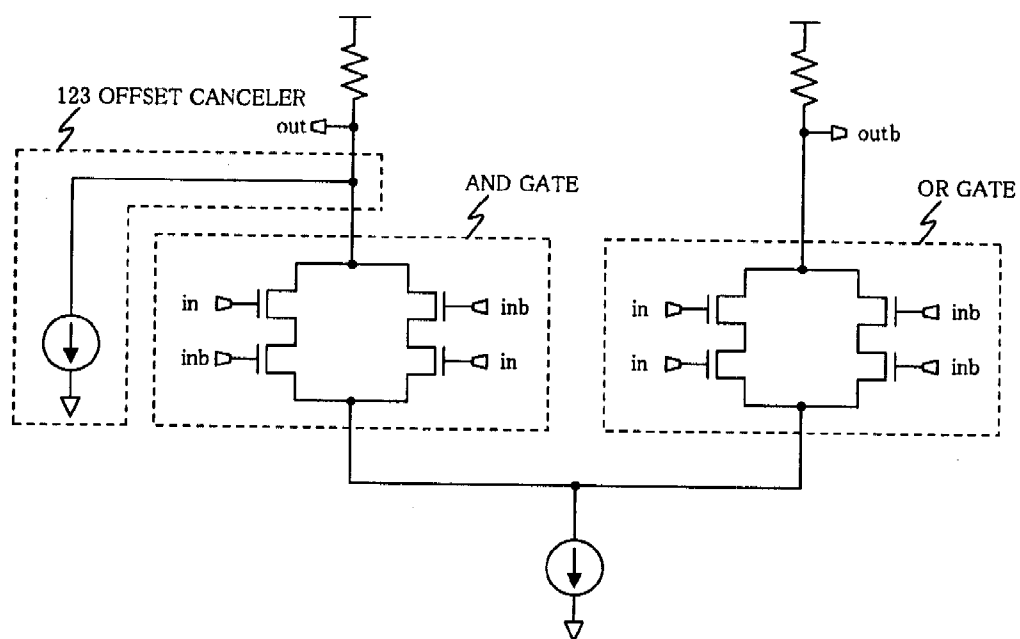 123 OFFSET CANCELER
out
outb
AND GATE
OR GATE
in
inb
in
inb
inb
in
in
inb